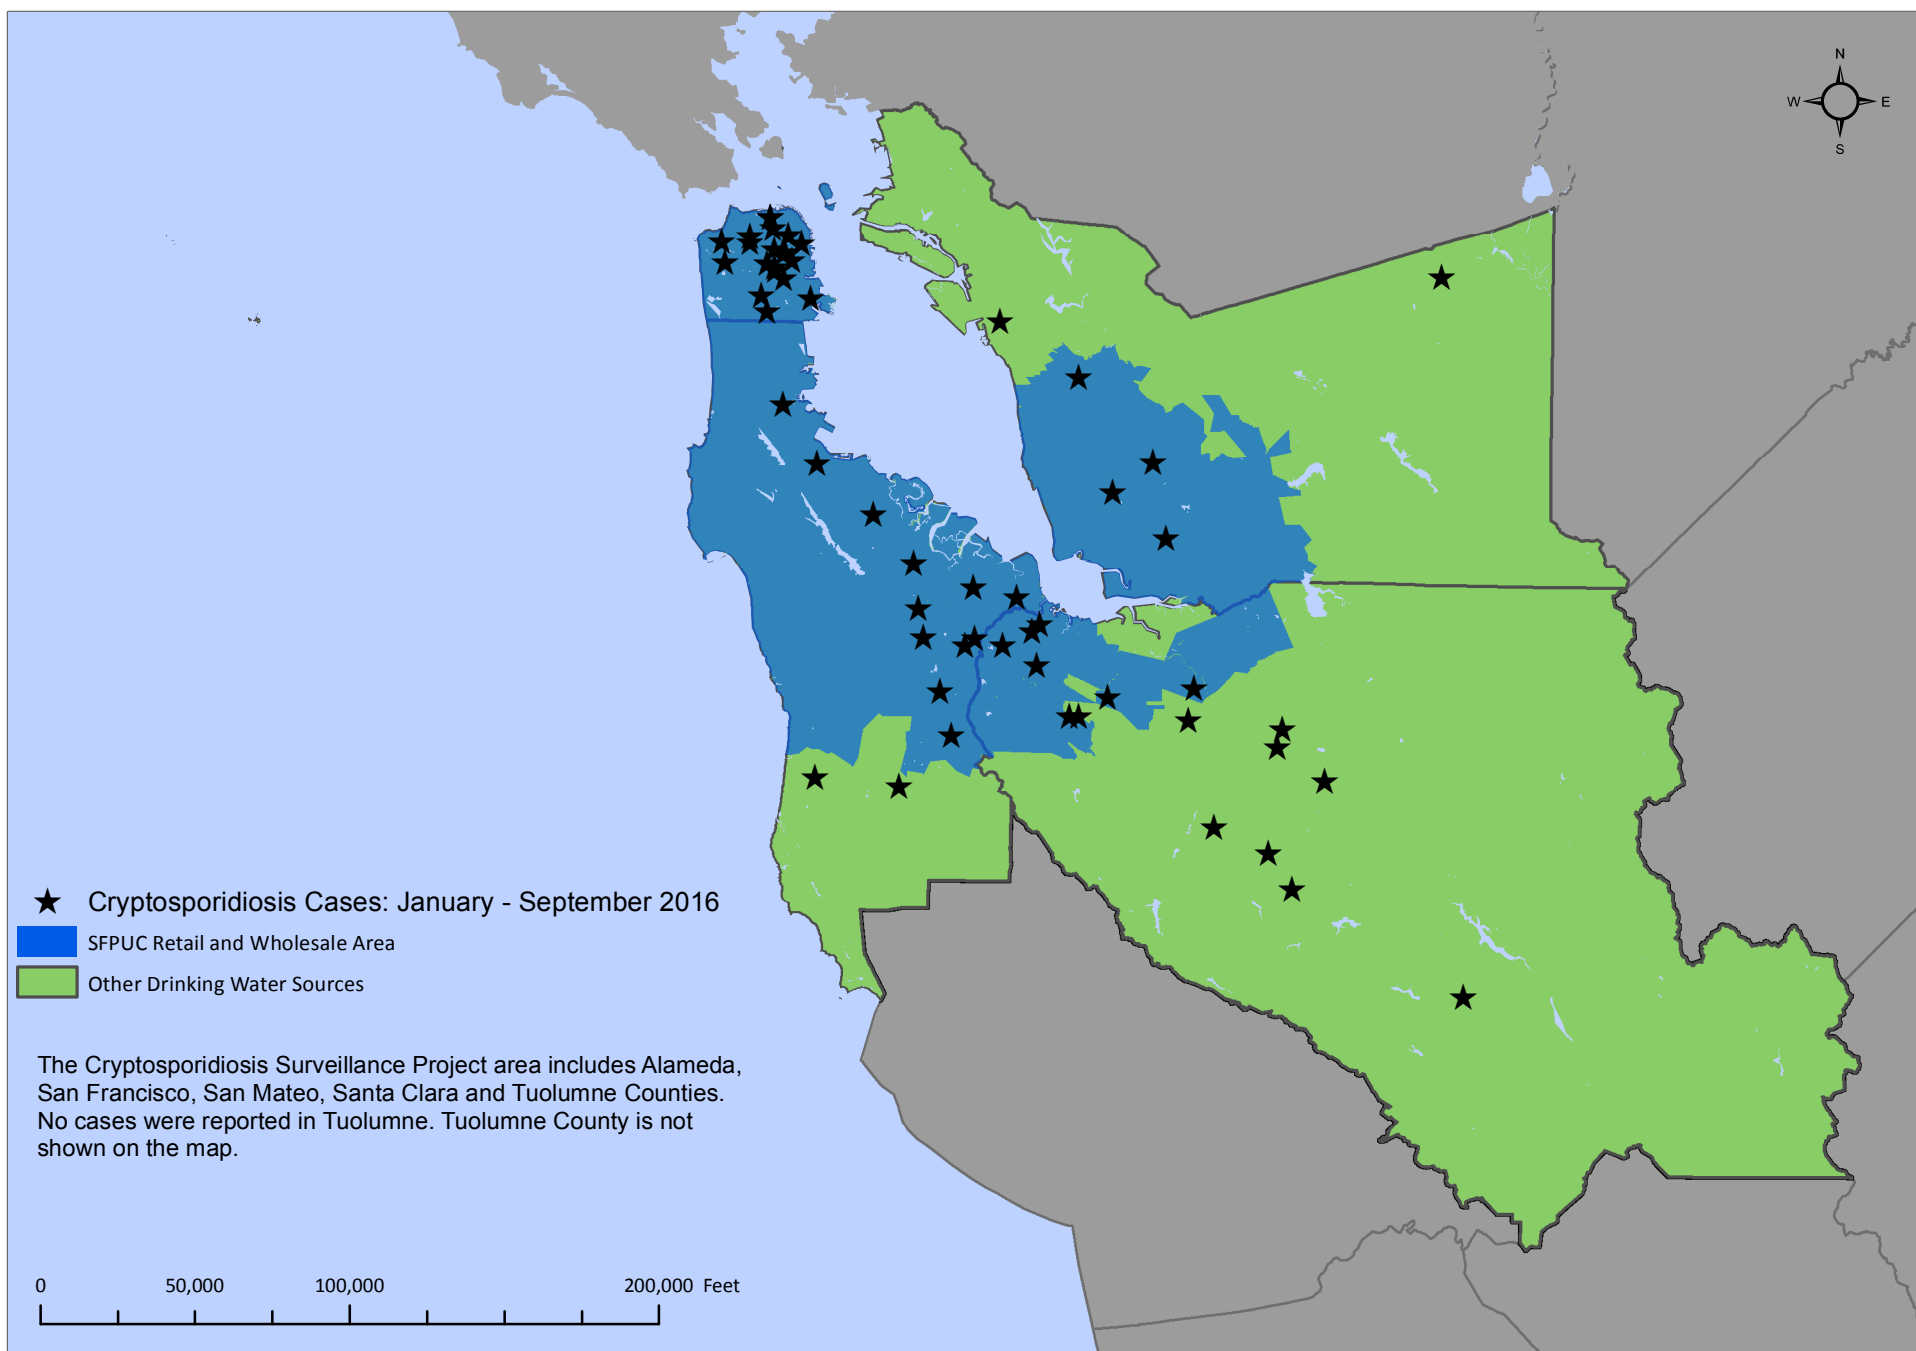 N
W E
S
Cryptosporidiosis Cases: January - September 2016
SFPUC Retail and Wholesale Area
Other Drinking Water Sources
The Cryptosporidiosis Surveillance Project area includes Alameda,
San Francisco, San Mateo, Santa Clara and Tuolumne Counties.
No cases were reported in Tuolumne. Tuolumne County is not
shown on the map.
0 50,000 100,000 200,000 Feet